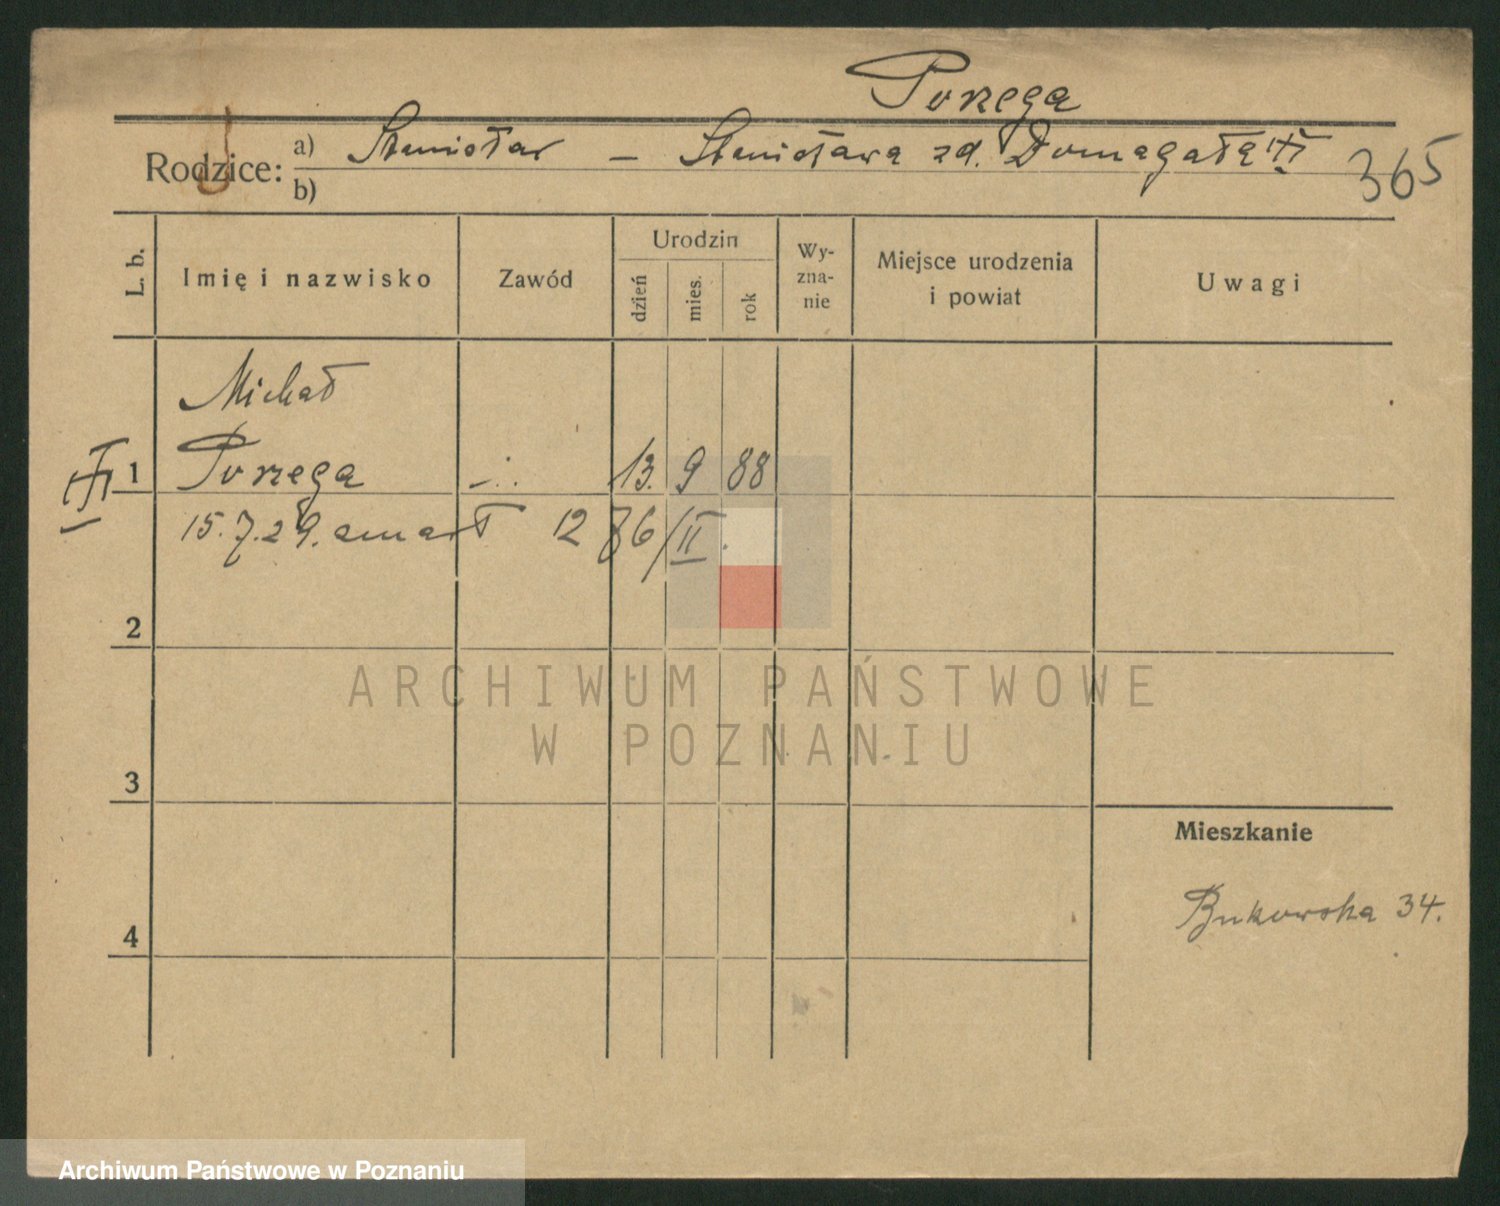 Porzega
Rodzice: a) Stanisław – Stanisława zd. Domagała
b)
365
L. b.
Imię i nazwisko
Zawód
Urodzin
dzień
mies.
rok
Wy-
zna-
nie
Miejsce urodzenia
i powiat
Uwagi
Michał
1 Porzega -.. 13. 9 88
15.7.29. zmarł 1286/II.
2
3
4
Mieszkanie
Bukowska 34.
ARCHIWUM PAŃSTWOWE
W POZNANIU
Archiwum Państwowe w Poznaniu